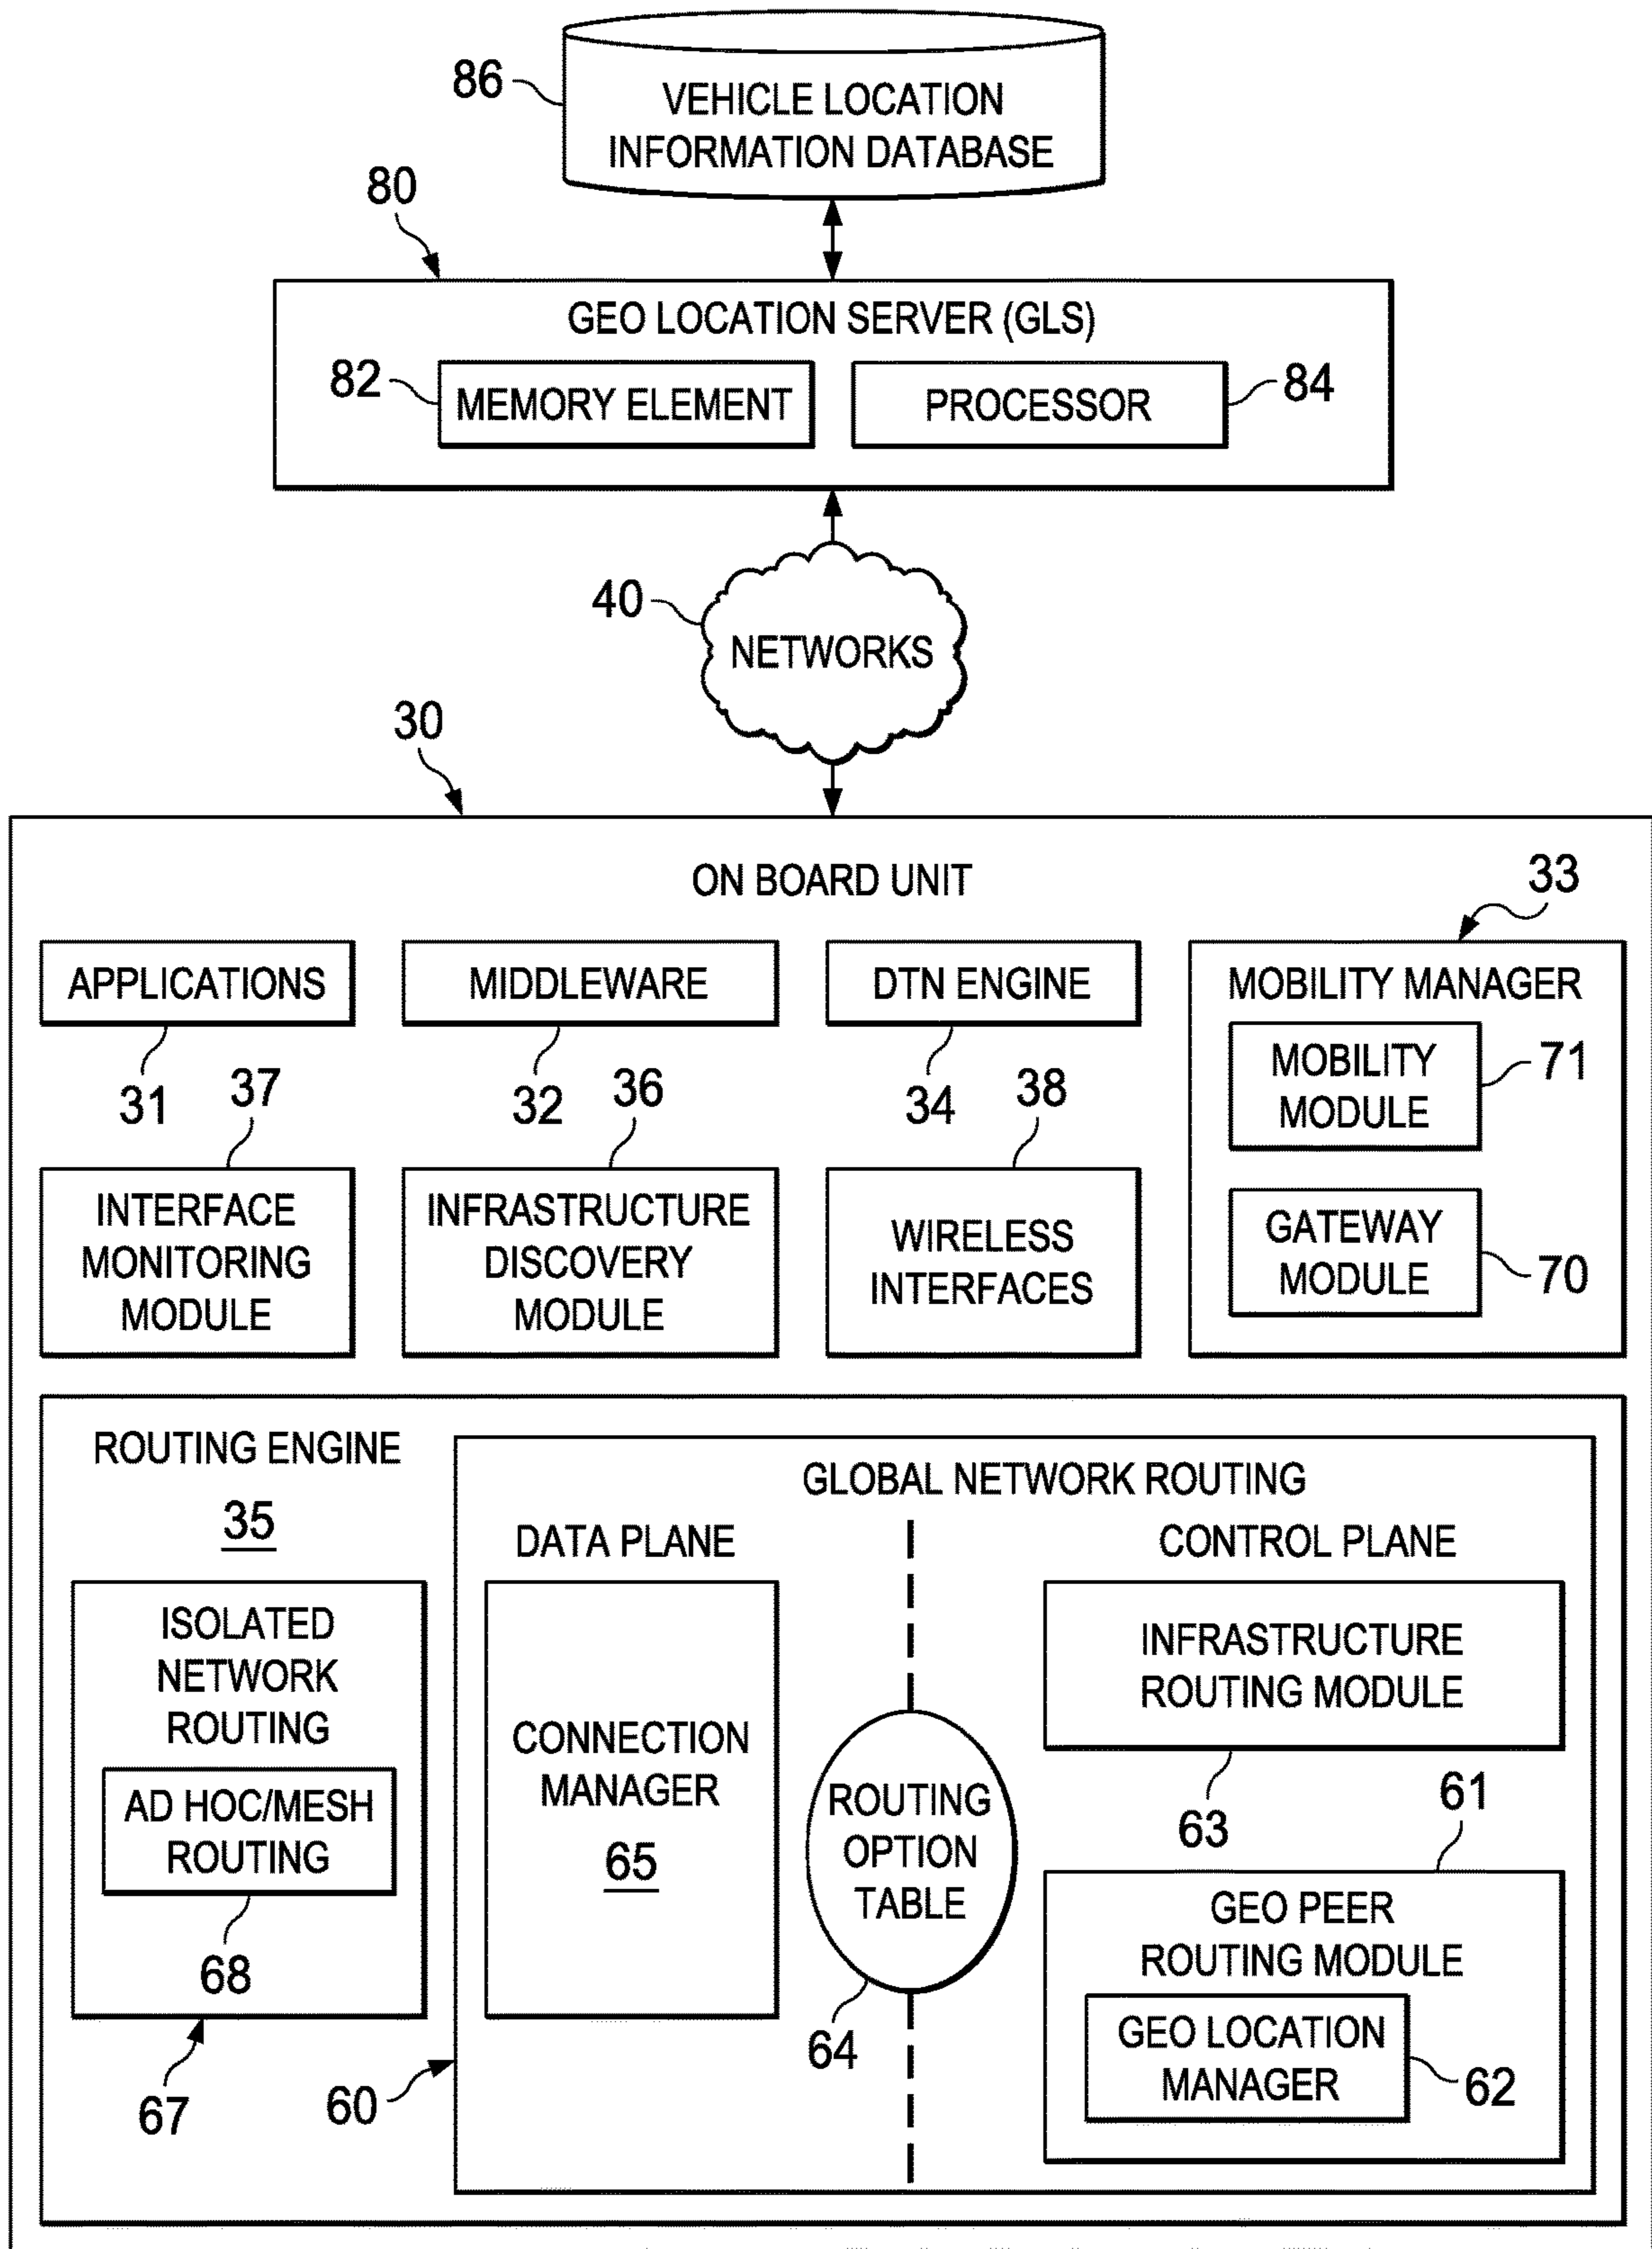 86
VEHICLE LOCATION
INFORMATION DATABASE
80
GEO LOCATION SERVER (GLS)
82
MEMORY ELEMENT
PROCESSOR
84
40
NETWORKS
30
ON BOARD UNIT
33
APPLICATIONS
31
MIDDLEWARE
32
DTN ENGINE
34
MOBILITY MANAGER
MOBILITY
MODULE
71
GATEWAY
MODULE
70
37
INTERFACE
MONITORING
MODULE
36
INFRASTRUCTURE
DISCOVERY
MODULE
38
WIRELESS
INTERFACES
ROUTING ENGINE
35
ISOLATED
NETWORK
ROUTING
AD HOC/MESH
ROUTING
68
67
60
GLOBAL NETWORK ROUTING
DATA PLANE
CONNECTION
MANAGER
65
ROUTING
OPTION
TABLE
64
CONTROL PLANE
INFRASTRUCTURE
ROUTING MODULE
63
61
GEO PEER
ROUTING MODULE
GEO LOCATION
MANAGER
62